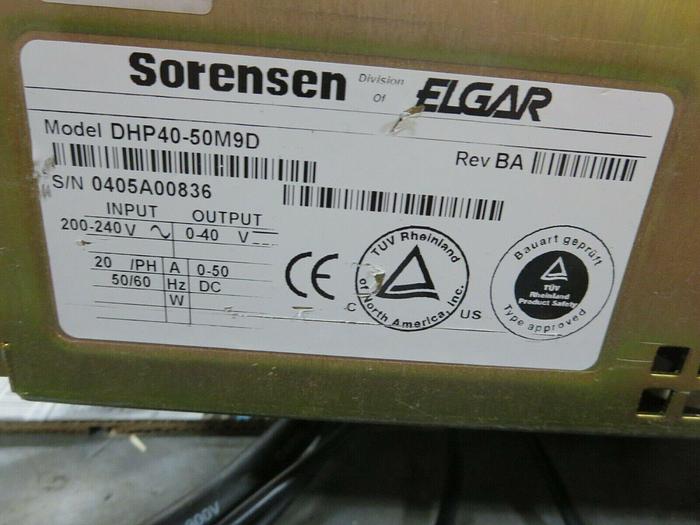 Sorensen Division Of ELGAR
Model DHP40-50M9D
Rev BA
S/N 0405A00836
INPUT OUTPUT
200-240 V 0-40 V
20 /PH A 0-50
50/60 Hz DC
W
CE
TÜV Rheinland of North America, Inc.
C US
Bauart geprüft
TÜV
Rheinland
Product Safety
Type approved
600V